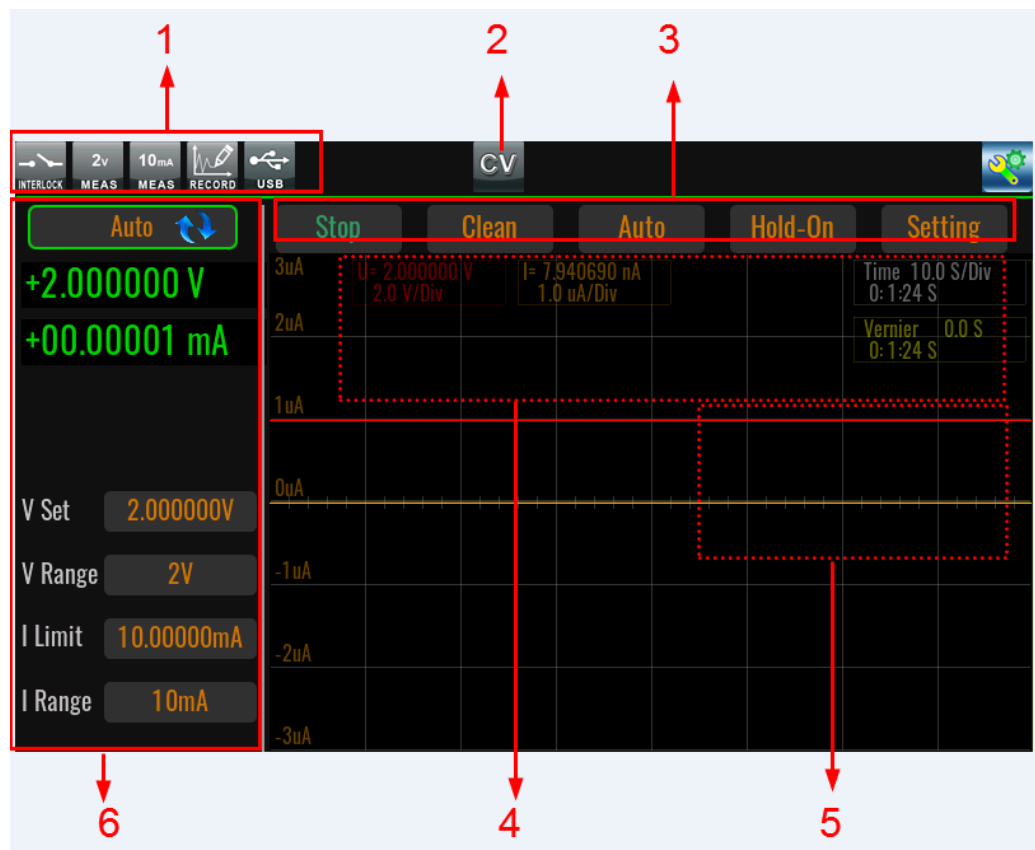 1 2 3
2v 10mA CV
INTERLOCK MEAS MEAS RECORD USB
Auto
Stop Clean Auto Hold-On Setting
+2.000000 V
+00.00001 mA
3uA
U= 2.000000 V
2.0 V/Div
I= 7.940690 nA
1.0 uA/Div
Time 10.0 S/Div
0: 1:24 S
2uA
Vernier 0.0 S
0: 1:24 S
1uA
0uA
V Set 2.000000V
V Range 2V
-1uA
I Limit 10.00000mA
-2uA
I Range 10mA
-3uA
6 4 5